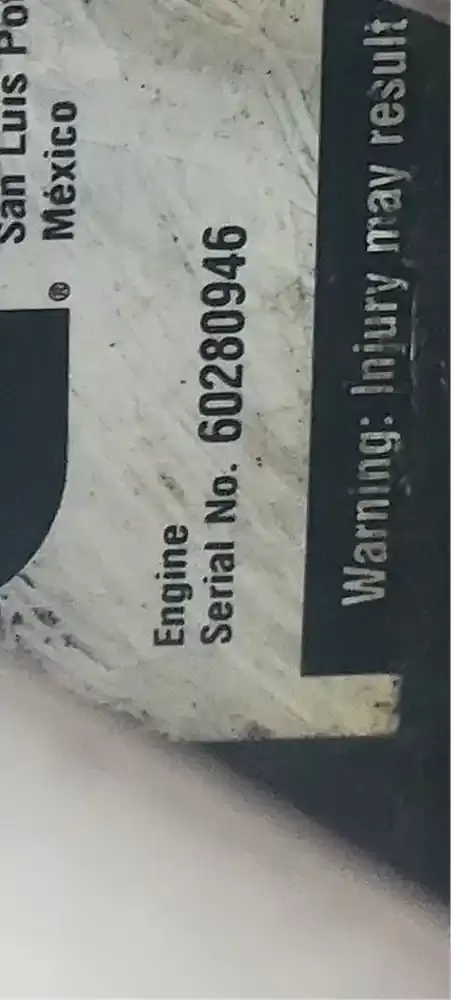 San Luis Po
México
®
Engine
Serial No. 60280946
Warning: Injury may result